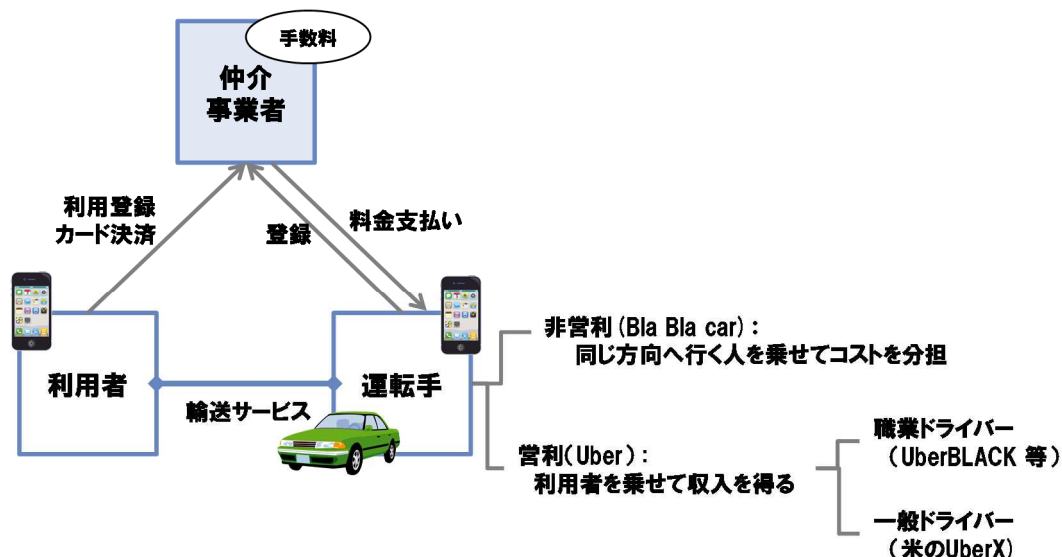 手数料
仲介
事業者
利用登録
カード決済
登録
料金支払い
利用者
輸送サービス
運転手
非営利(Bla Bla car)：
同じ方向へ行く人を乗せてコストを分担
営利(Uber)：
利用者を乗せて収入を得る
職業ドライバー
（UberBLACK 等）
一般ドライバー
（米のUberX)